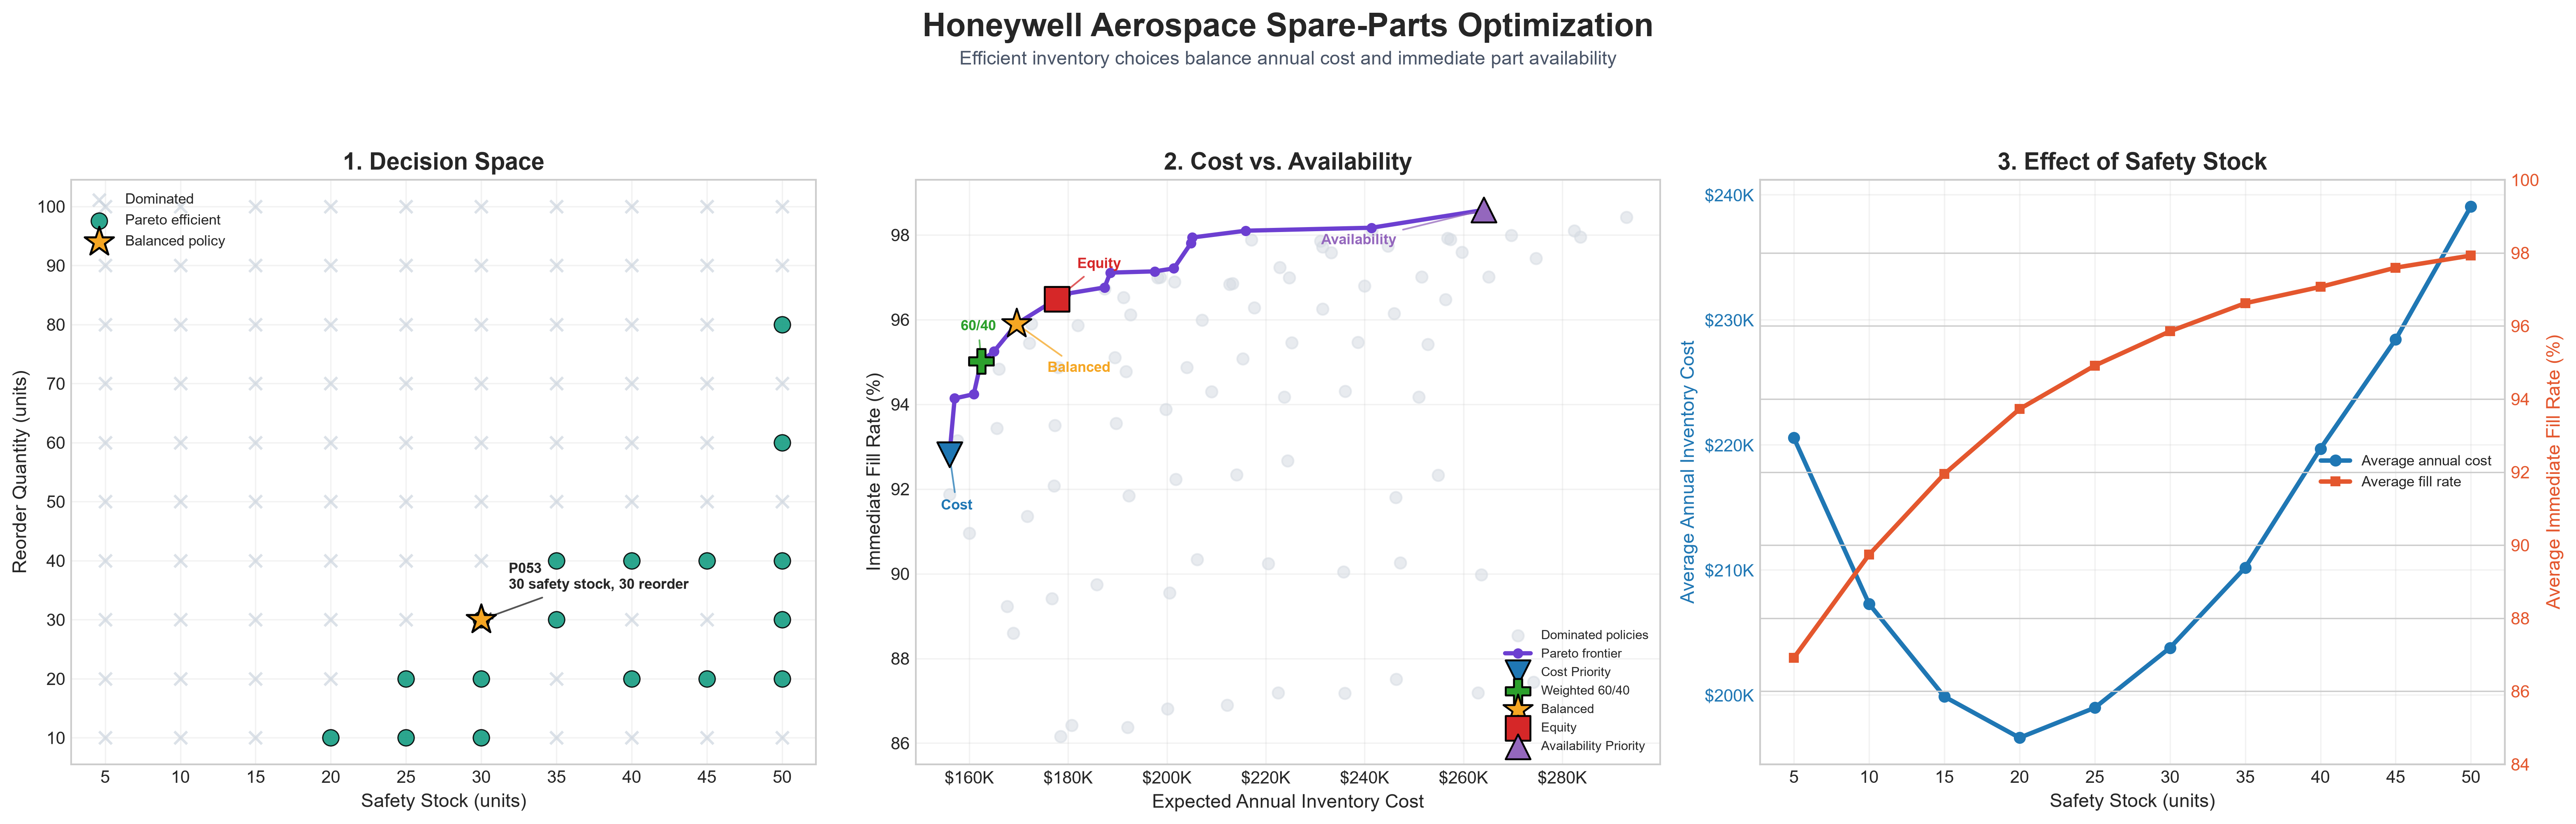 Honeywell Aerospace Spare-Parts Optimization
Efficient inventory choices balance annual cost and immediate part availability
1. Decision Space
Dominated
Pareto efficient
Balanced policy
P053
30 safety stock, 30 reorder
Reorder Quantity (units)
100
90
80
70
60
50
40
30
20
10
5 10 15 20 25 30 35 40 45 50
Safety Stock (units)
2. Cost vs. Availability
Immediate Fill Rate (%)
98
96
94
92
90
88
86
Availability
Equity
60/40
Balanced
Cost
Dominated policies
Pareto frontier
Cost Priority
Weighted 60/40
Balanced
Equity
Availability Priority
$160K $180K $200K $220K $240K $260K $280K
Expected Annual Inventory Cost
3. Effect of Safety Stock
Average Annual Inventory Cost
$240K
$230K
$220K
$210K
$200K
Average annual cost
Average fill rate
100
98
96
94
92
90
88
86
84
Average Immediate Fill Rate (%)
5 10 15 20 25 30 35 40 45 50
Safety Stock (units)